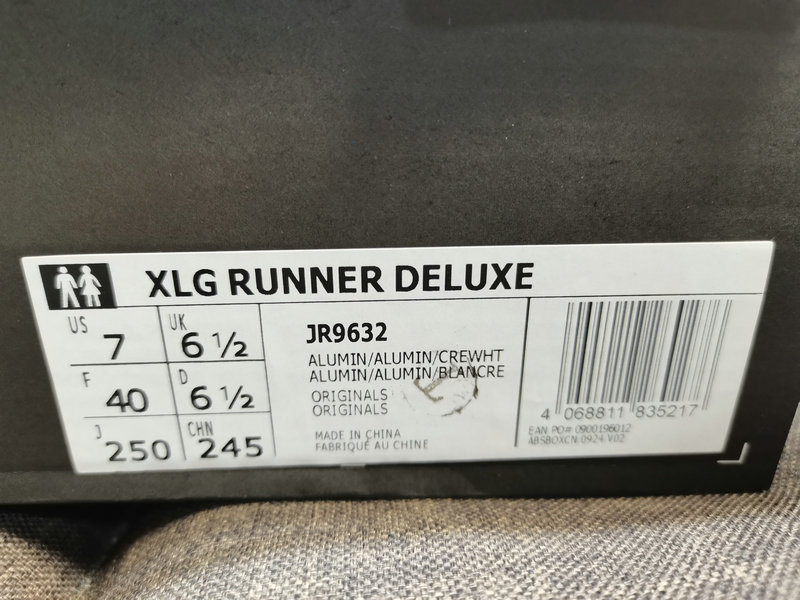 XLG RUNNER DELUXE
US 7 UK 6 ½
F 40 D 6 ½
J 250 CHN 245
JR9632
ALUMIN/ALUMIN/CREWHT
ALUMIN/ALUMIN/BLANCRE
ORIGINALS
ORIGINALS
MADE IN CHINA
FABRIQUÉ AU CHINE
4 068811 835217
EAN PO# 0900196012
ABSBOXCN.0924.V02